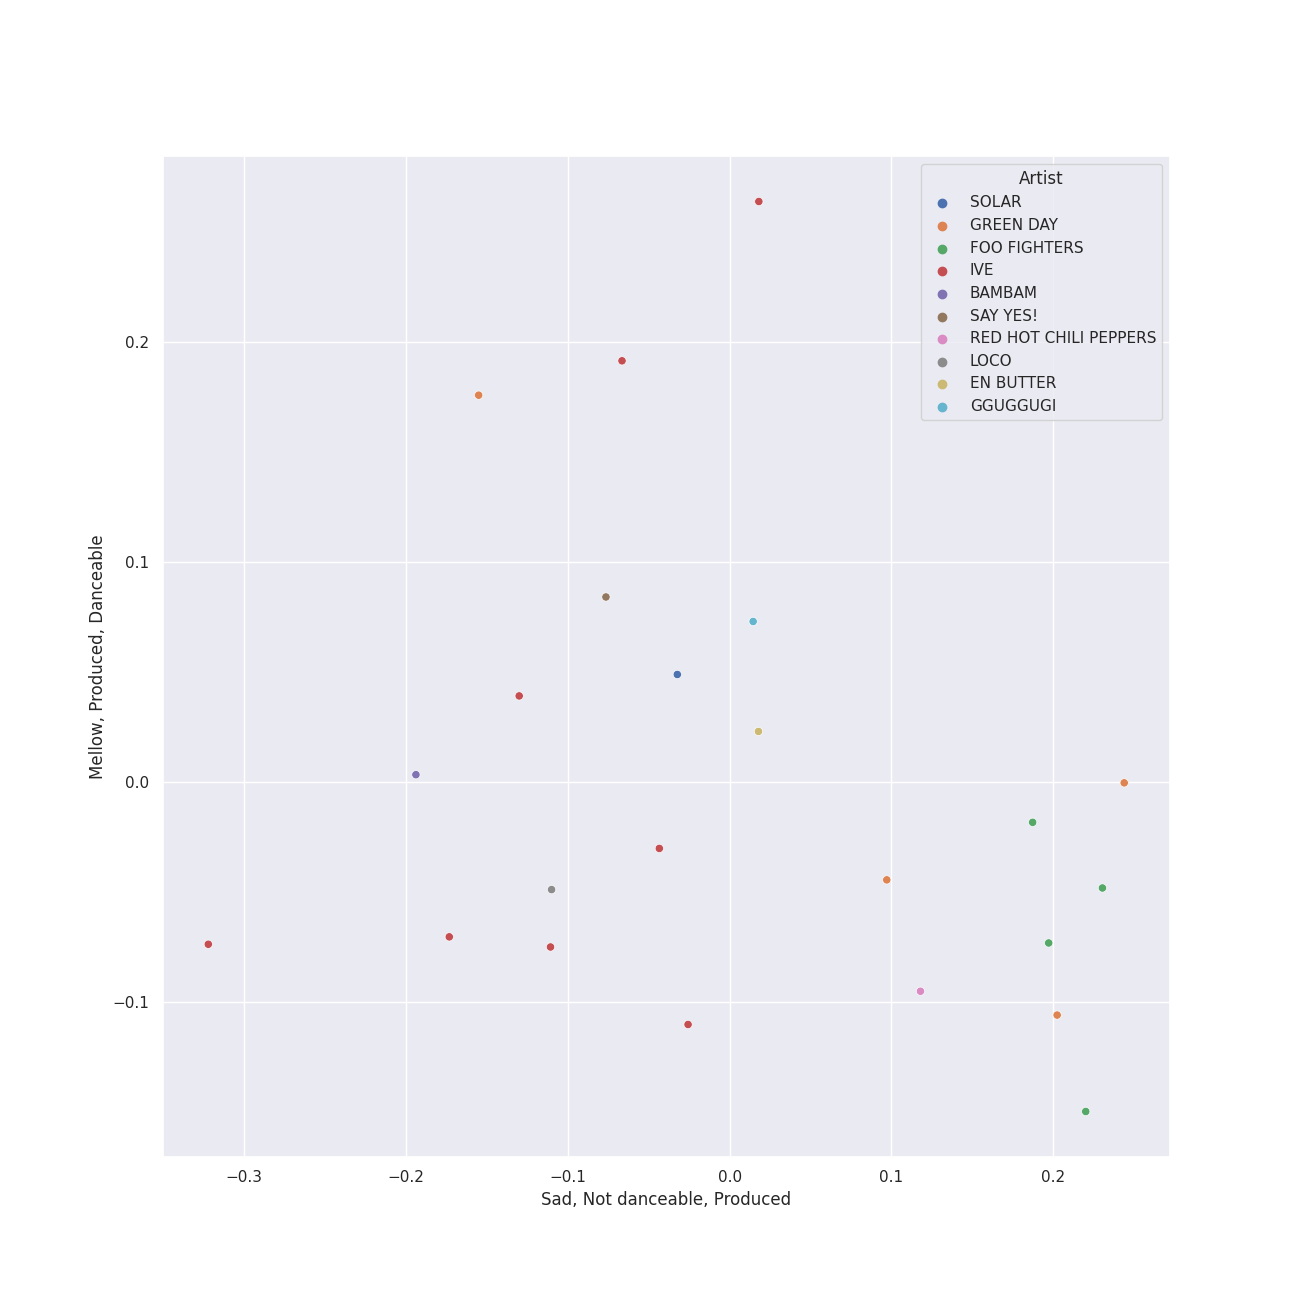 Artist
SOLAR
GREEN DAY
FOO FIGHTERS
IVE
BAMBAM
SAY YES!
RED HOT CHILI PEPPERS
LOCO
EN BUTTER
GGUGGUGI
Mellow, Produced, Danceable
0.2
0.1
0.0
−0.1
−0.3 −0.2 −0.1 0.0 0.1 0.2
Sad, Not danceable, Produced